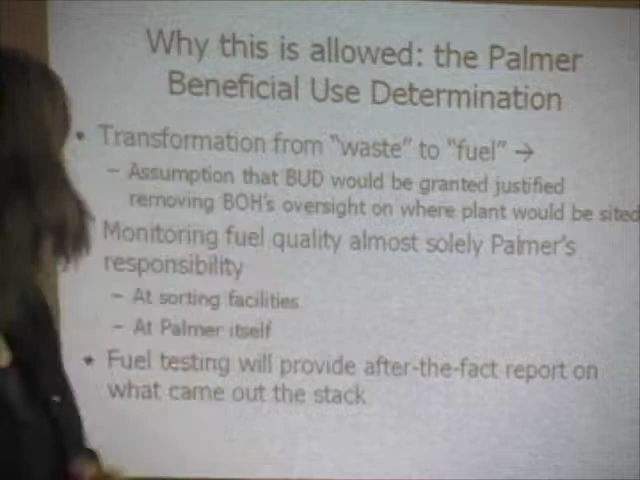 Why this is allowed: the Palmer
Beneficial Use Determination
• Transformation from "waste" to "fuel" →
– Assumption that BUD would be granted justified
removing BOH's oversight on where plant would be sited
Monitoring fuel quality almost solely Palmer's
responsibility
– At sorting facilities
– At Palmer itself
• Fuel testing will provide after-the-fact report on
what came out the stack